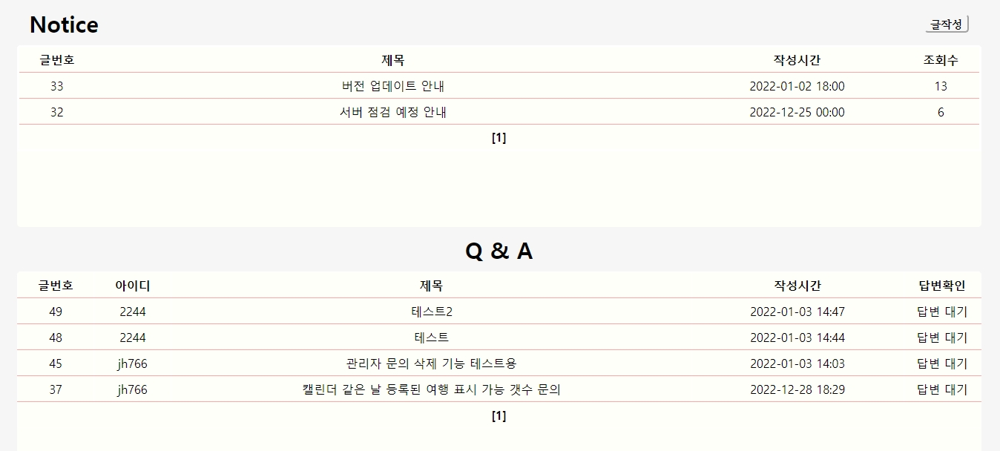 Notice 글작성
글번호 제목 작성시간 조회수
33 버전 업데이트 안내 2022-01-02 18:00 13
32 서버 점검 예정 안내 2022-12-25 00:00 6
[1]
Q & A
글번호 아이디 제목 작성시간 답변확인
49 2244 테스트2 2022-01-03 14:47 답변 대기
48 2244 테스트 2022-01-03 14:44 답변 대기
45 jh766 관리자 문의 삭제 기능 테스트용 2022-01-03 14:03 답변 대기
37 jh766 캘린더 같은 날 등록된 여행 표시 가능 갯수 문의 2022-12-28 18:29 답변 대기
[1]